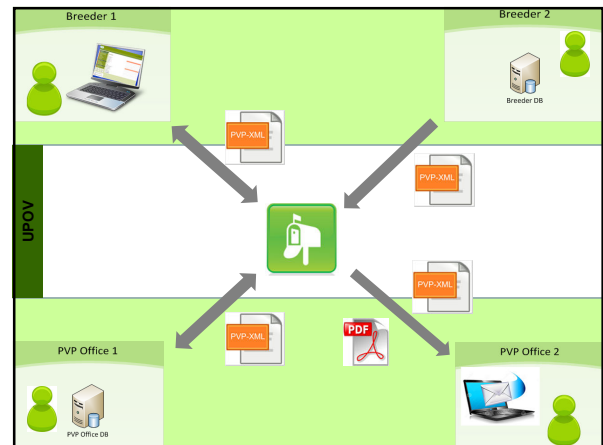 Breeder 1
Breeder 2
Breeder DB
PVP-XML
PVP-XML
UPOV
PVP-XML
PVP-XML
PDF
PVP Office 1
PVP Office 2
PVP Office DB